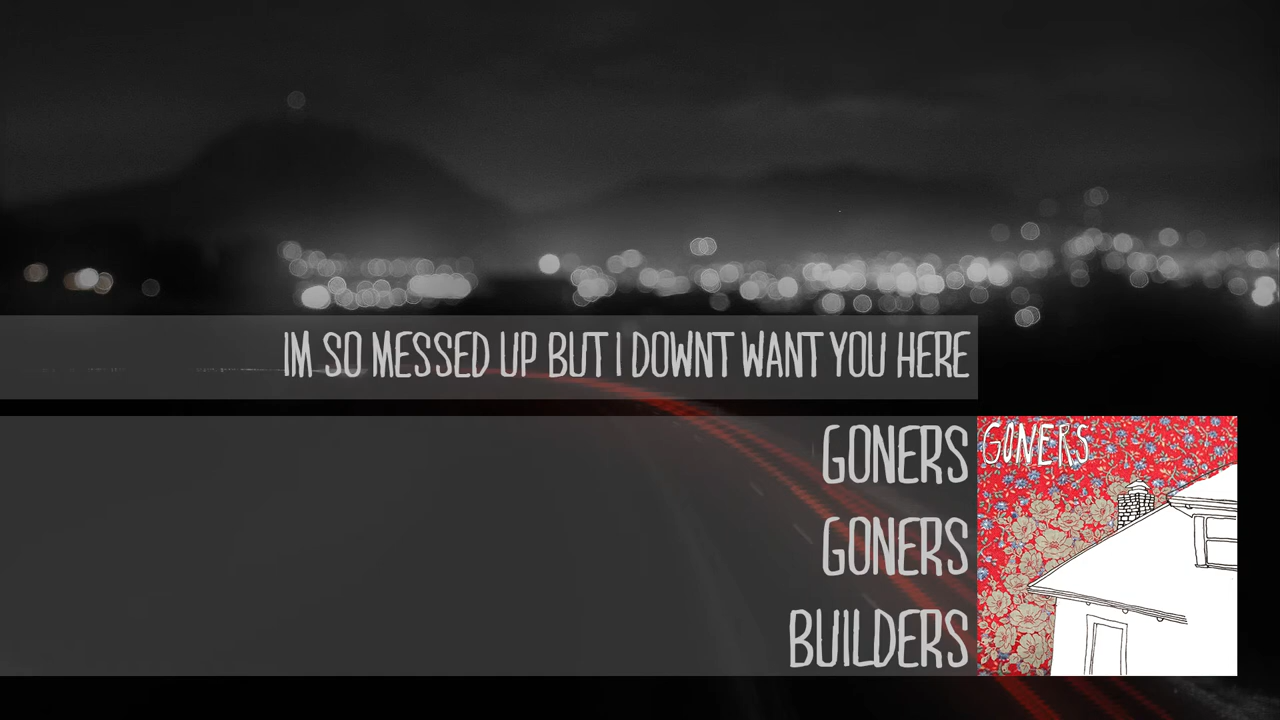 IM SO MESSED UP BUT I DOWNT WANT YOU HERE
GONERS
GONERS
BUILDERS
GONERS